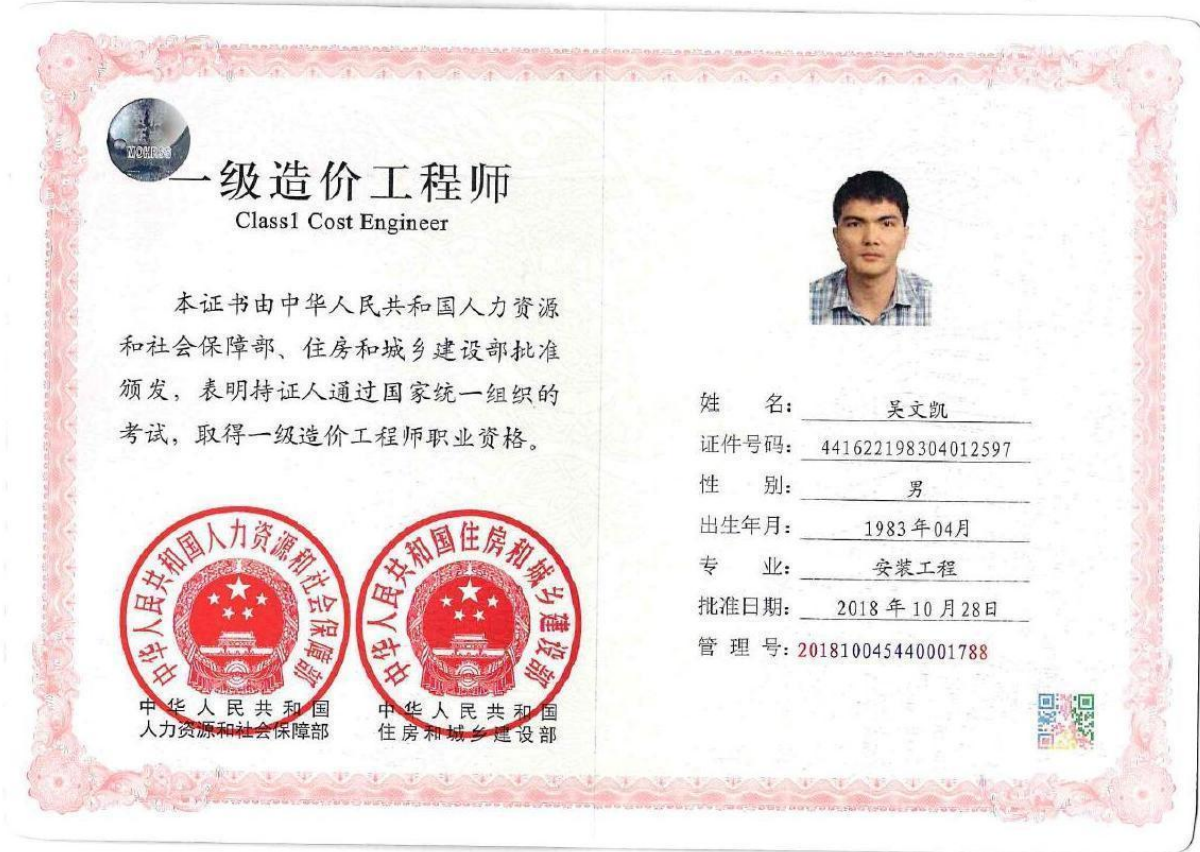 MOHRSS
一级造价工程师
Class1 Cost Engineer
本证书由中华人民共和国人力资源
和社会保障部、住房和城乡建设部批准
颁发，表明持证人通过国家统一组织的
考试，取得一级造价工程师职业资格。
中华人民共和国人力资源和社会保障部
中华人民共和国住房和城乡建设部
中华人民共和国
人力资源和社会保障部
中华人民共和国
住房和城乡建设部
姓 名： 吴文凯
证件号码： 441622198304012597
性 别： 男
出生年月： 1983年04月
专 业： 安装工程
批准日期： 2018年10月28日
管 理 号：201810045440001788